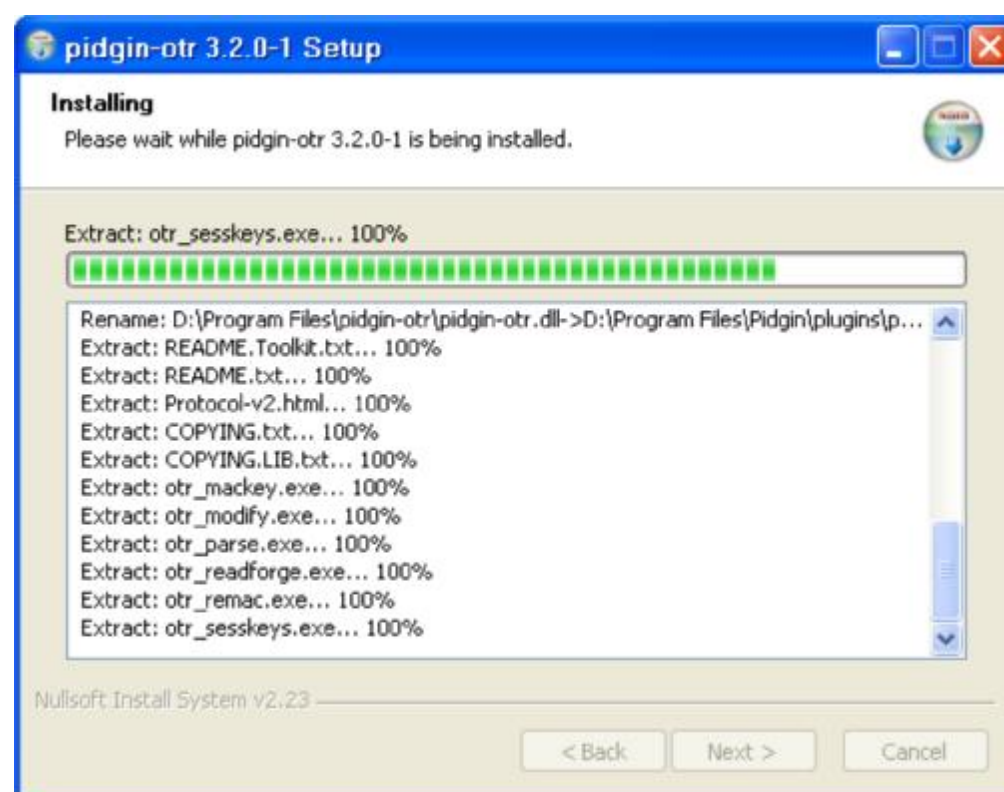 pidgin-otr 3.2.0-1 Setup
Installing
Please wait while pidgin-otr 3.2.0-1 is being installed.
Extract: otr_sesskeys.exe... 100%
Rename: D:\Program Files\pidgin-otr\pidgin-otr.dll->D:\Program Files\Pidgin\plugins\p...
Extract: README.Toolkit.txt... 100%
Extract: README.txt... 100%
Extract: Protocol-v2.html... 100%
Extract: COPYING.txt... 100%
Extract: COPYING.LIB.txt... 100%
Extract: otr_mackey.exe... 100%
Extract: otr_modify.exe... 100%
Extract: otr_parse.exe... 100%
Extract: otr_readforge.exe... 100%
Extract: otr_remac.exe... 100%
Extract: otr_sesskeys.exe... 100%
Nullsoft Install System v2.23
< Back
Next >
Cancel